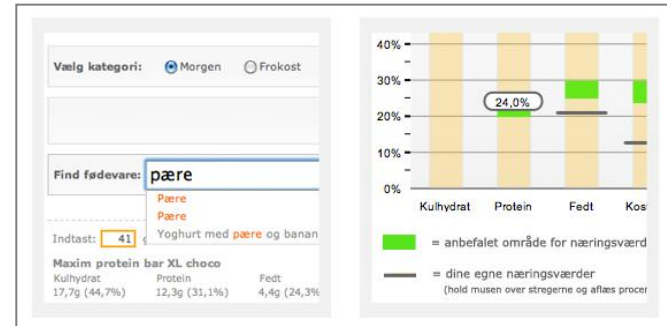 Vælg kategori: Morgen Frokost
Find fødevare: pære
Pære
Pære
Yoghurt med pære og banan
Indtast: 41 g
Maxim protein bar XL choco
Kulhydrat Protein Fedt
17,7g (44,7%) 12,3g (31,1%) 4,4g (24,3%
40%
30%
24,0%
20%
10%
0%
Kulhydrat Protein Fedt Kos
= anbefalet område for næringsværd
= dine egne næringsværder
(hold musen over stregerne og aflæs procer